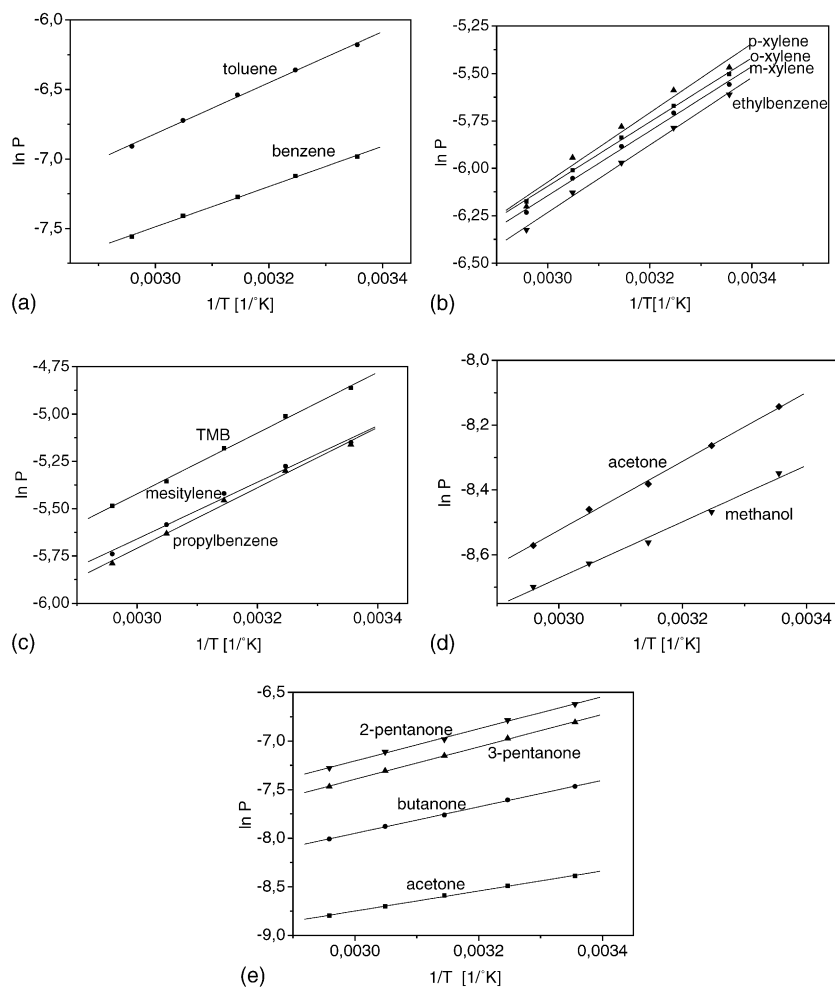 -6,0
-6,5
-7,0
-7,5
ln P
toluene
benzene
0,0030
0,0032
0,0034
1/T [1/°K]
(a)
-5,25
-5,50
-5,75
-6,00
-6,25
-6,50
ln P
p-xylene
o-xylene
m-xylene
ethylbenzene
0,0030
0,0032
0,0034
1/T[1/°K]
(b)
-4,75
-5,00
-5,25
-5,50
-5,75
-6,00
ln P
TMB
mesitylene
propylbenzene
0,0030
0,0032
0,0034
1/T [1/°K]
(c)
-8,0
-8,2
-8,4
-8,6
ln P
acetone
methanol
0,0030
0,0032
0,0034
1/T [1/°K]
(d)
-6,5
-7,0
-7,5
-8,0
-8,5
-9,0
ln P
2-pentanone
3-pentanone
butanone
acetone
0,0030
0,0032
0,0034
1/T [1/°K]
(e)